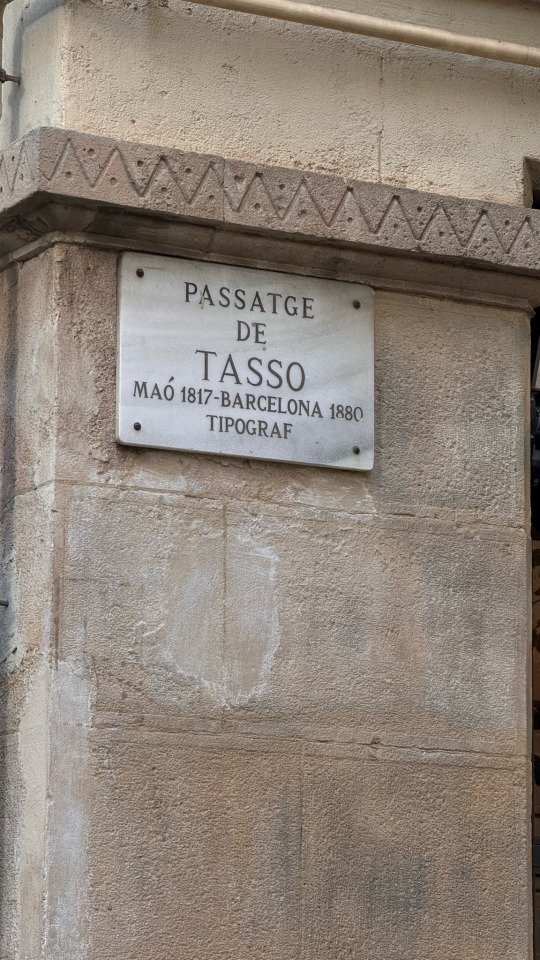 PASSATGE
DE
TASSO
MAÓ 1817-BARCELONA 1880
TIPOGRAF